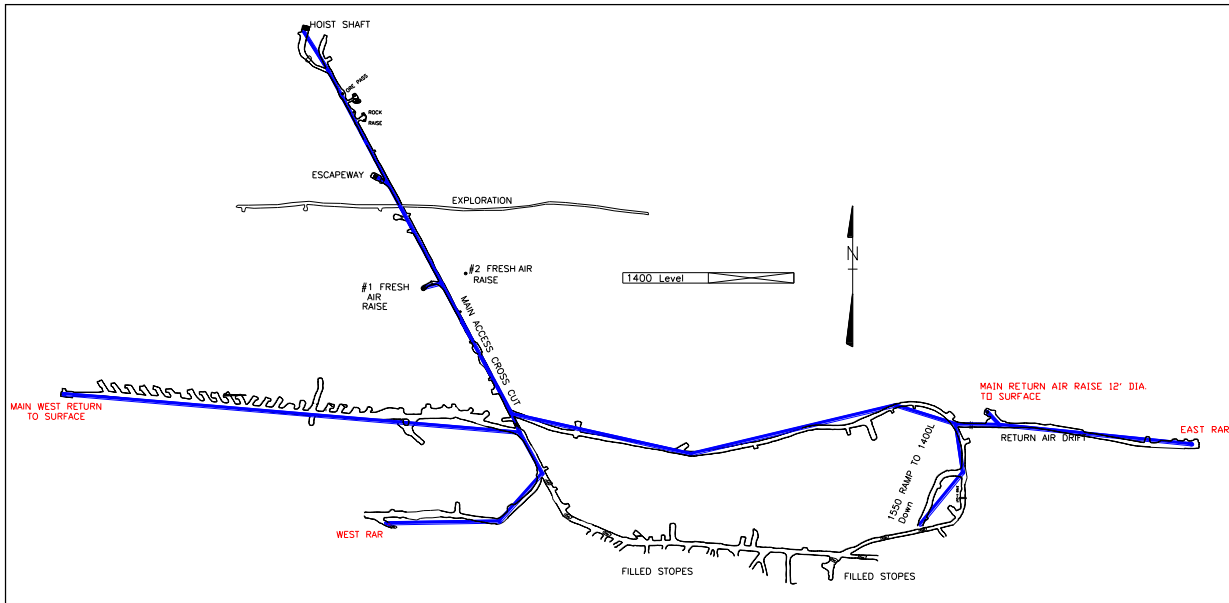 HOIST SHAFT
ORE PASS
ROCK
RAISE
ESCAPEWAY
EXPLORATION
#2 FRESH AIR
RAISE
#1 FRESH
AIR
RAISE
1400 Level
N
MAIN ACCESS CROSS CUT
MAIN WEST RETURN
TO SURFACE
MAIN RETURN AIR RAISE 12' DIA.
TO SURFACE
EAST RAR
RETURN AIR DRIFT
1550 RAMP TO 1400L
Down
WEST RAR
FILLED STOPES
FILLED STOPES